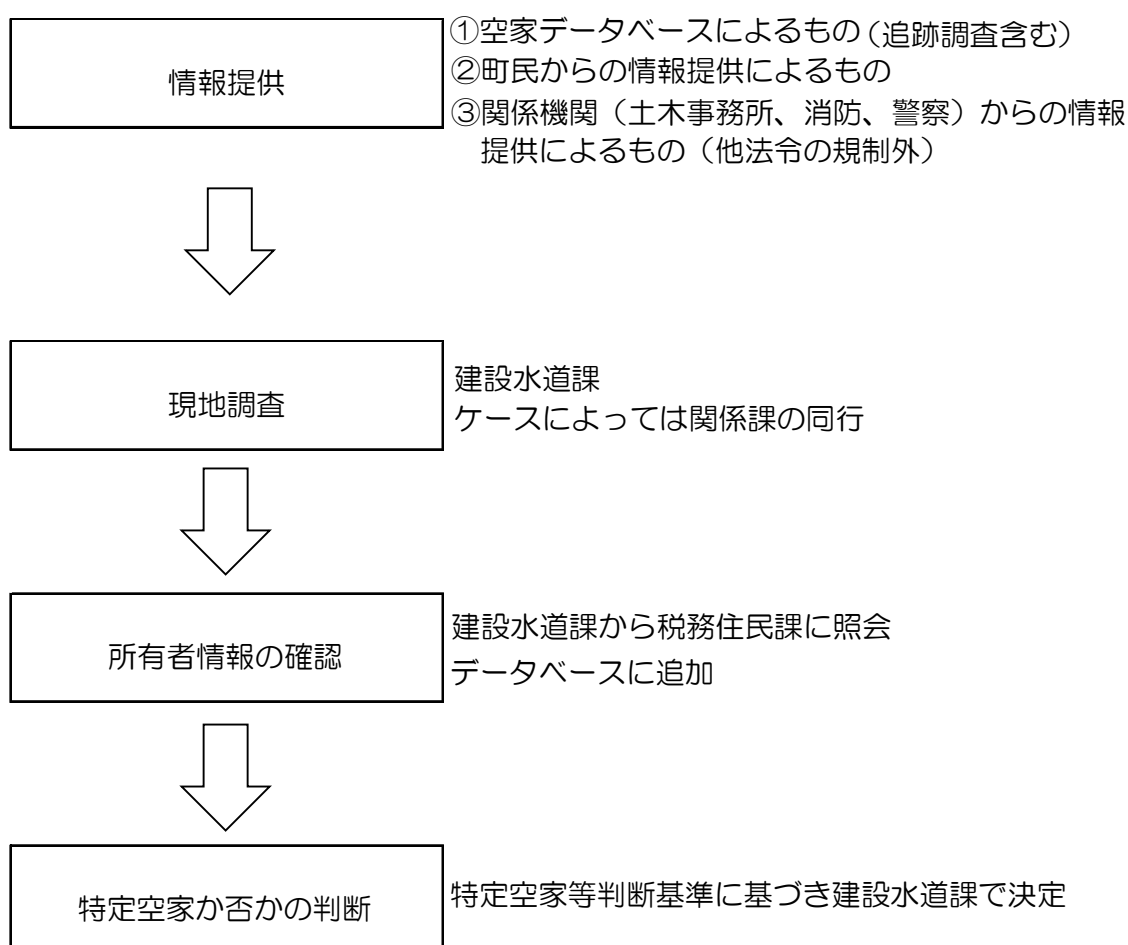 情報提供
①空家データベースによるもの(追跡調査含む)
②町民からの情報提供によるもの
③関係機関(土木事務所、消防、警察)からの情報
提供によるもの(他法令の規制外)
現地調査
建設水道課
ケースによっては関係課の同行
所有者情報の確認
建設水道課から税務住民課に照会
データベースに追加
特定空家か否かの判断
特定空家等判断基準に基づき建設水道課で決定